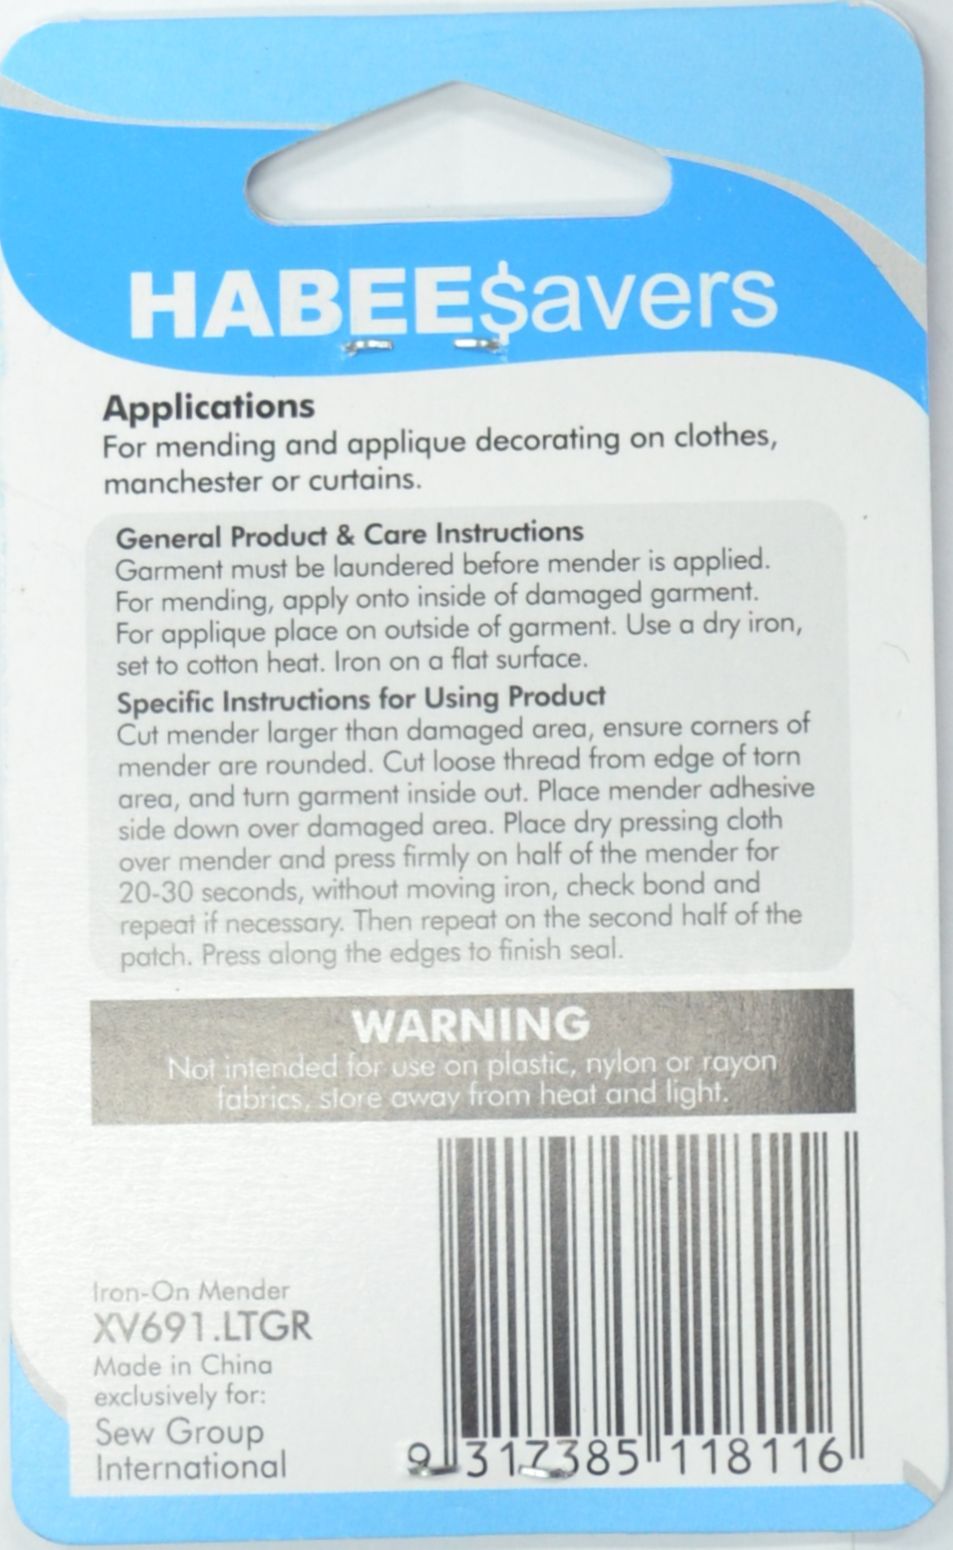 HABEE$avers
Applications
For mending and applique decorating on clothes,
manchester or curtains.
General Product & Care Instructions
Garment must be laundered before mender is applied.
For mending, apply onto inside of damaged garment.
For applique place on outside of garment. Use a dry iron,
set to cotton heat. Iron on a flat surface.
Specific Instructions for Using Product
Cut mender larger than damaged area, ensure corners of
mender are rounded. Cut loose thread from edge of torn
area, and turn garment inside out. Place mender adhesive
side down over damaged area. Place dry pressing cloth
over mender and press firmly on half of the mender for
20-30 seconds, without moving iron, check bond and
repeat if necessary. Then repeat on the second half of the
patch. Press along the edges to finish seal.
WARNING
Not intended for use on plastic, nylon or rayon
fabrics, store away from heat and light.
Iron-On Mender
XV691.LTGR
Made in China
exclusively for:
Sew Group
International
9 317385 118116